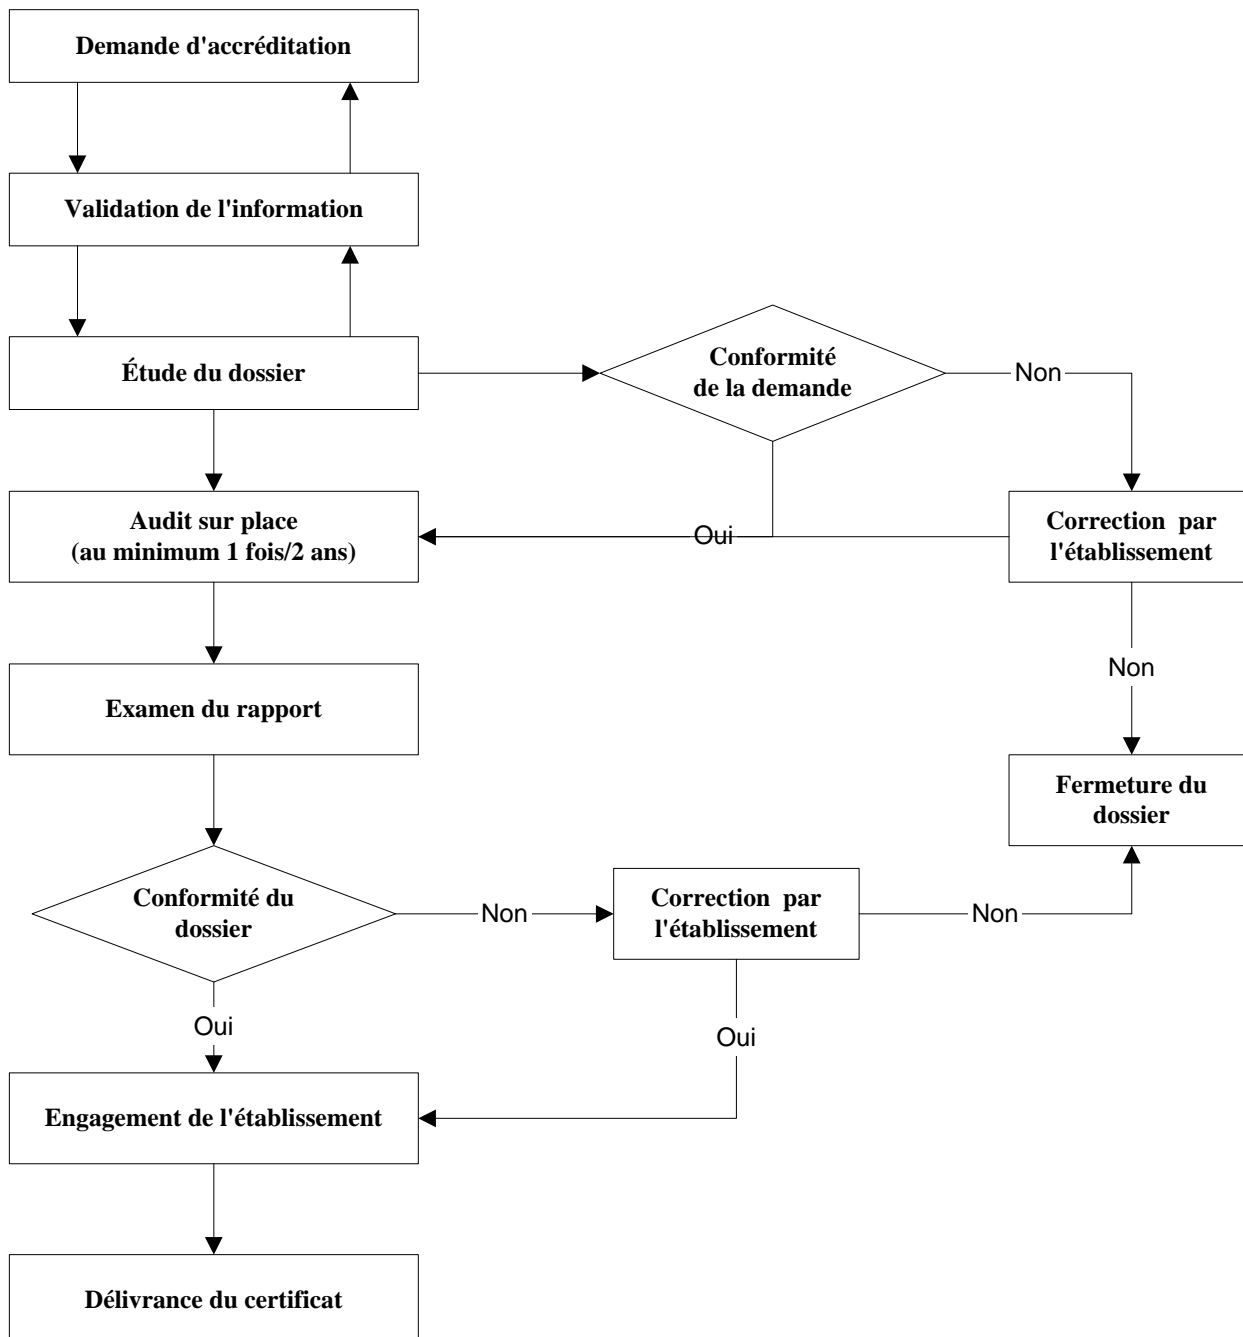 Demande d'accréditation
Validation de l'information
Étude du dossier
Conformité
de la demande
Non
Audit sur place
(au minimum 1 fois/2 ans)
Oui
Correction par
l'établissement
Non
Examen du rapport
Fermeture du
dossier
Conformité du
dossier
Non
Correction par
l'établissement
Non
Oui
Oui
Engagement de l'établissement
Délivrance du certificat